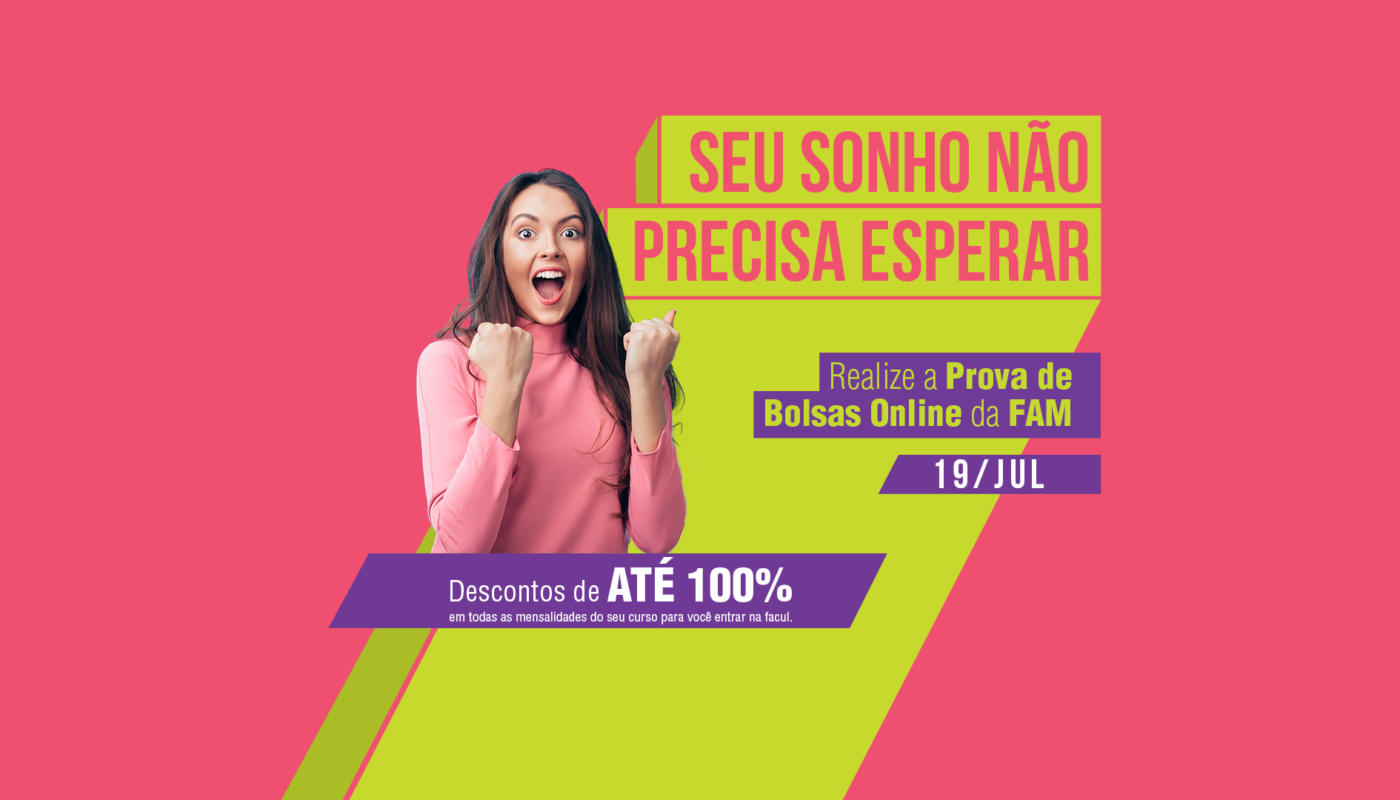 SEU SONHO NÃO
PRECISA ESPERAR
Realize a Prova de
Bolsas Online da FAM
19/JUL
Descontos de ATÉ 100%
em todas as mensalidades do seu curso para você entrar na facul.